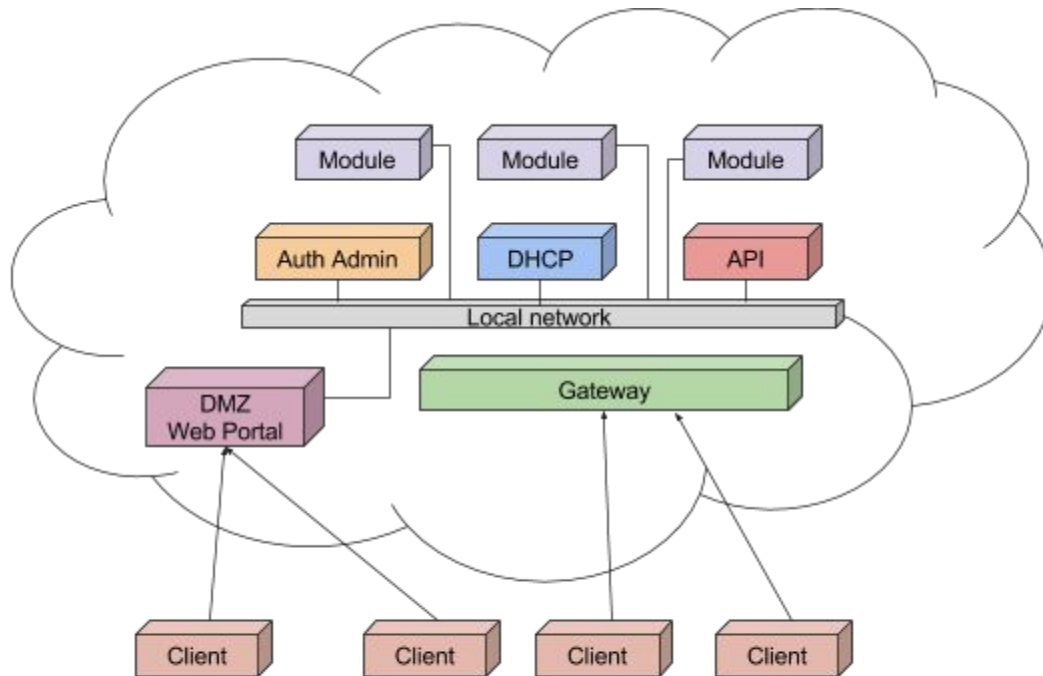 Module
Module
Module
Auth Admin
DHCP
API
Local network
Gateway
DMZ
Web Portal
Client
Client
Client
Client